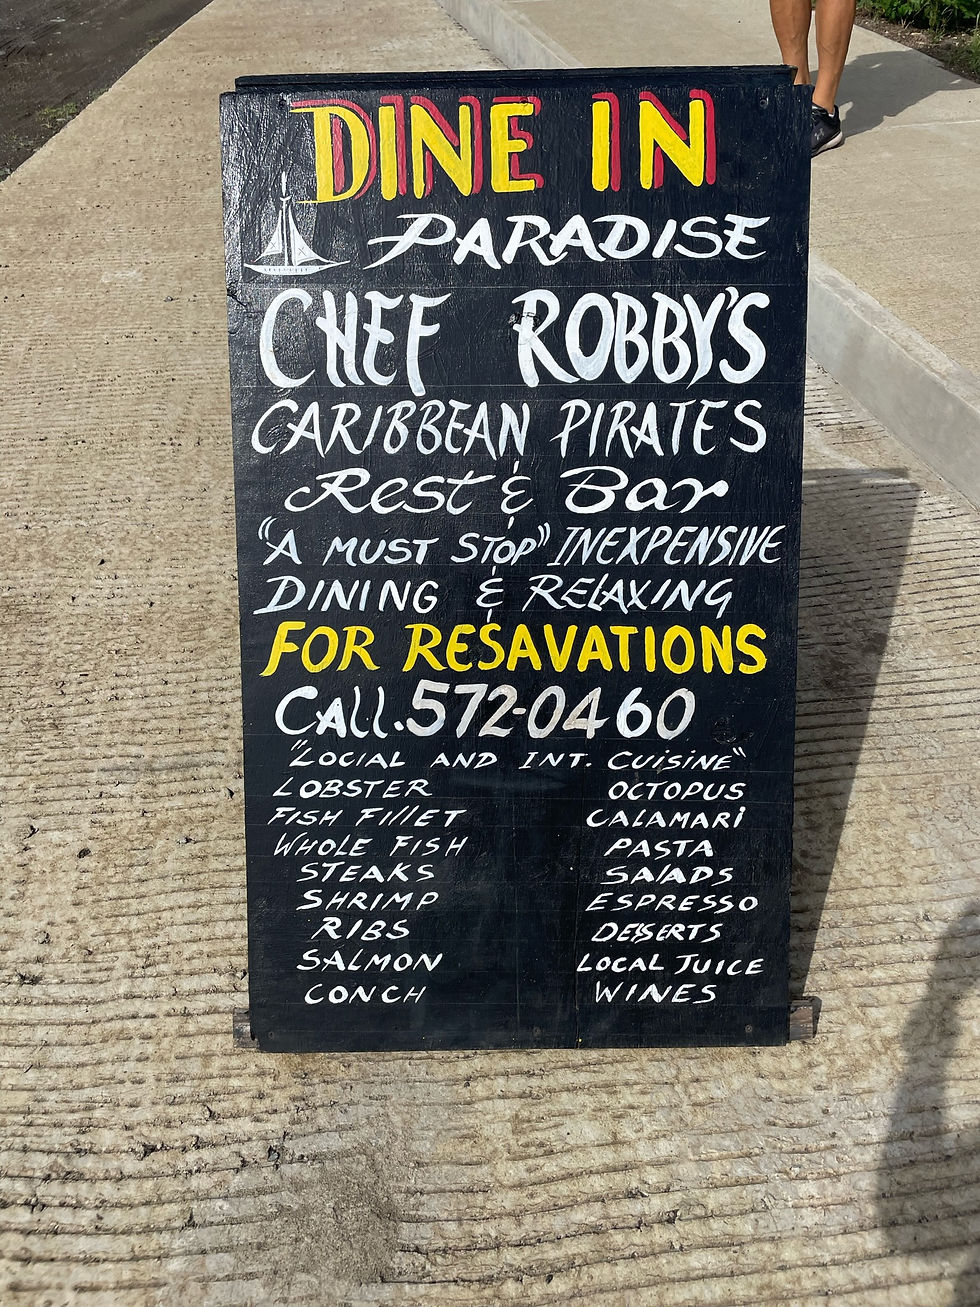 DINE IN
PARADISE
CHEF ROBBY'S
CARIBBEAN PIRATES
Rest & Bar
"A MUST STOP" INEXPENSIVE
DINING & RELAXING
FOR RESAVATIONS
CALL. 572-0460
"LOCIAL AND INT. CUISINE"
LOBSTER OCTOPUS
FISH FILLET CALAMARI
WHOLE FISH PASTA
STEAKS SALADS
SHRIMP ESPRESSO
RIBS DESSERTS
SALMON LOCAL JUICE
CONCH WINES